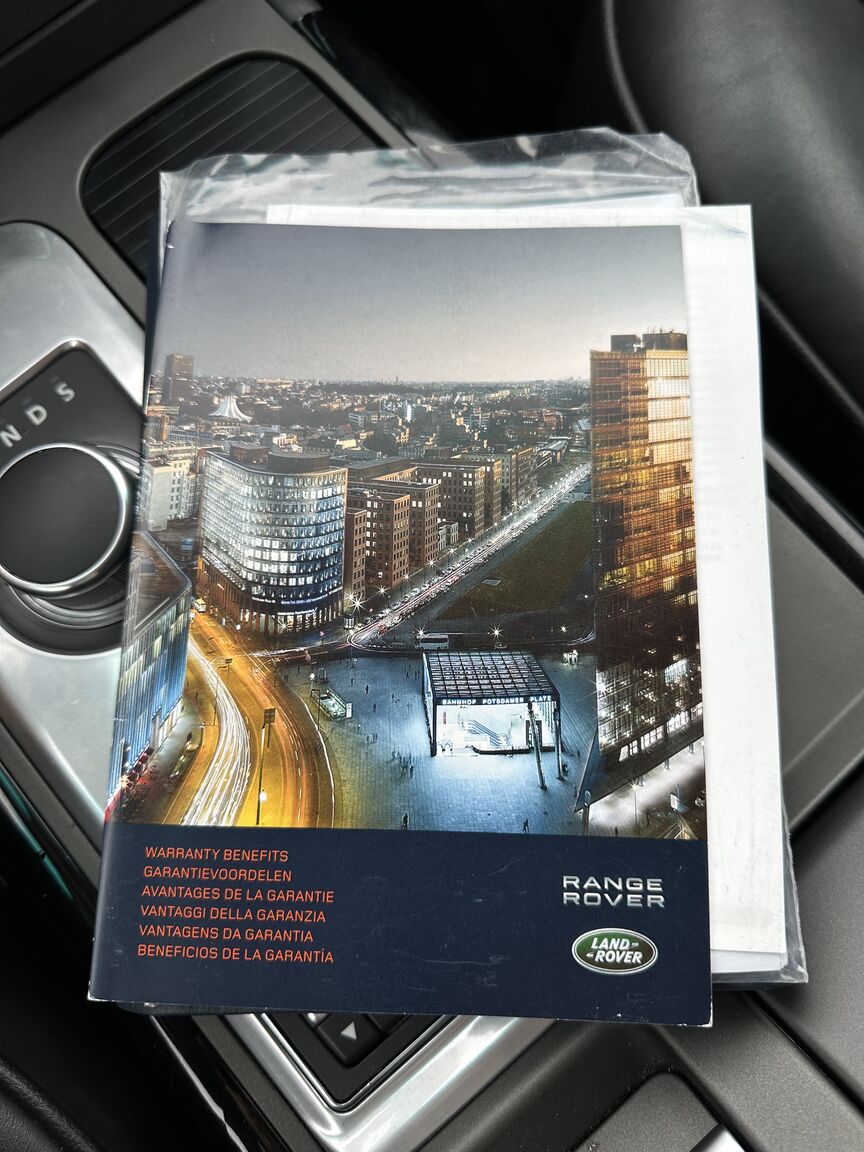 N D S
BAHNHOF POTSDAMER PLATZ
WARRANTY BENEFITS
GARANTIEVOORDELEN
AVANTAGES DE LA GARANTIE
VANTAGGI DELLA GARANZIA
VANTAGENS DA GARANTIA
BENEFICIOS DE LA GARANTÍA
RANGE
ROVER
LAND-
-ROVER